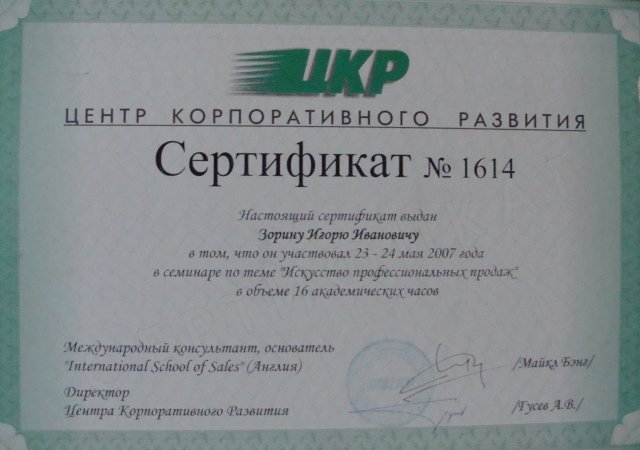 ЦКР
ЦЕНТР КОРПОРАТИВНОГО РАЗВИТИЯ
Сертификат № 1614
Настоящий сертификат выдан
Зорину Игорю Ивановичу
в том, что он участвовал 23 - 24 мая 2007 года
в семинаре по теме "Искусство профессиональных продаж"
в объеме 16 академических часов
Международный консультант, основатель
"International School of Sales" (Англия)
/Майкл Бэнг/
Директор
Центра Корпоративного Развития
/Гусев А.В./